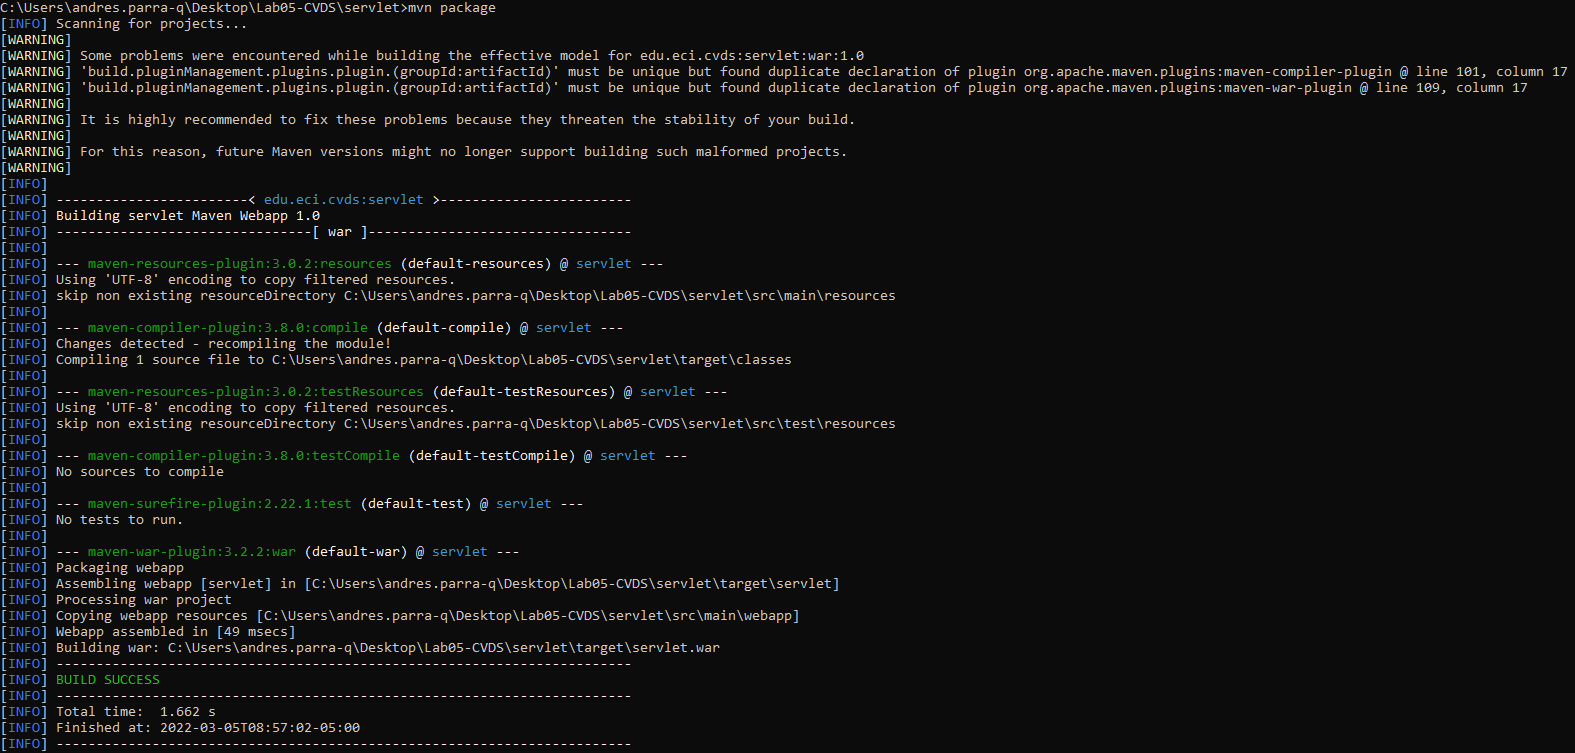 C:\Users\andres.parra-q\Desktop\Lab05-CVDS\servlet>mvn package
[INFO] Scanning for projects...
[WARNING]
[WARNING] Some problems were encountered while building the effective model for edu.eci.cvds:servlet:war:1.0
[WARNING] 'build.pluginManagement.plugins.plugin.(groupId:artifactId)' must be unique but found duplicate declaration of plugin org.apache.maven.plugins:maven-compiler-plugin @ line 101, column 17
[WARNING] 'build.pluginManagement.plugins.plugin.(groupId:artifactId)' must be unique but found duplicate declaration of plugin org.apache.maven.plugins:maven-war-plugin @ line 109, column 17
[WARNING]
[WARNING] It is highly recommended to fix these problems because they threaten the stability of your build.
[WARNING]
[WARNING] For this reason, future Maven versions might no longer support building such malformed projects.
[WARNING]
[INFO]
[INFO] ------------------------< edu.eci.cvds:servlet >------------------------
[INFO] Building servlet Maven Webapp 1.0
[INFO] --------------------------------[ war ]---------------------------------
[INFO]
[INFO] --- maven-resources-plugin:3.0.2:resources (default-resources) @ servlet ---
[INFO] Using 'UTF-8' encoding to copy filtered resources.
[INFO] skip non existing resourceDirectory C:\Users\andres.parra-q\Desktop\Lab05-CVDS\servlet\src\main\resources
[INFO]
[INFO] --- maven-compiler-plugin:3.8.0:compile (default-compile) @ servlet ---
[INFO] Changes detected - recompiling the module!
[INFO] Compiling 1 source file to C:\Users\andres.parra-q\Desktop\Lab05-CVDS\servlet\target\classes
[INFO]
[INFO] --- maven-resources-plugin:3.0.2:testResources (default-testResources) @ servlet ---
[INFO] Using 'UTF-8' encoding to copy filtered resources.
[INFO] skip non existing resourceDirectory C:\Users\andres.parra-q\Desktop\Lab05-CVDS\servlet\src\test\resources
[INFO]
[INFO] --- maven-compiler-plugin:3.8.0:testCompile (default-testCompile) @ servlet ---
[INFO] No sources to compile
[INFO]
[INFO] --- maven-surefire-plugin:2.22.1:test (default-test) @ servlet ---
[INFO] No tests to run.
[INFO]
[INFO] --- maven-war-plugin:3.2.2:war (default-war) @ servlet ---
[INFO] Packaging webapp
[INFO] Assembling webapp [servlet] in [C:\Users\andres.parra-q\Desktop\Lab05-CVDS\servlet\target\servlet]
[INFO] Processing war project
[INFO] Copying webapp resources [C:\Users\andres.parra-q\Desktop\Lab05-CVDS\servlet\src\main\webapp]
[INFO] Webapp assembled in [49 msecs]
[INFO] Building war: C:\Users\andres.parra-q\Desktop\Lab05-CVDS\servlet\target\servlet.war
[INFO] ------------------------------------------------------------------------
[INFO] BUILD SUCCESS
[INFO] ------------------------------------------------------------------------
[INFO] Total time:  1.662 s
[INFO] Finished at: 2022-03-05T08:57:02-05:00
[INFO] ------------------------------------------------------------------------